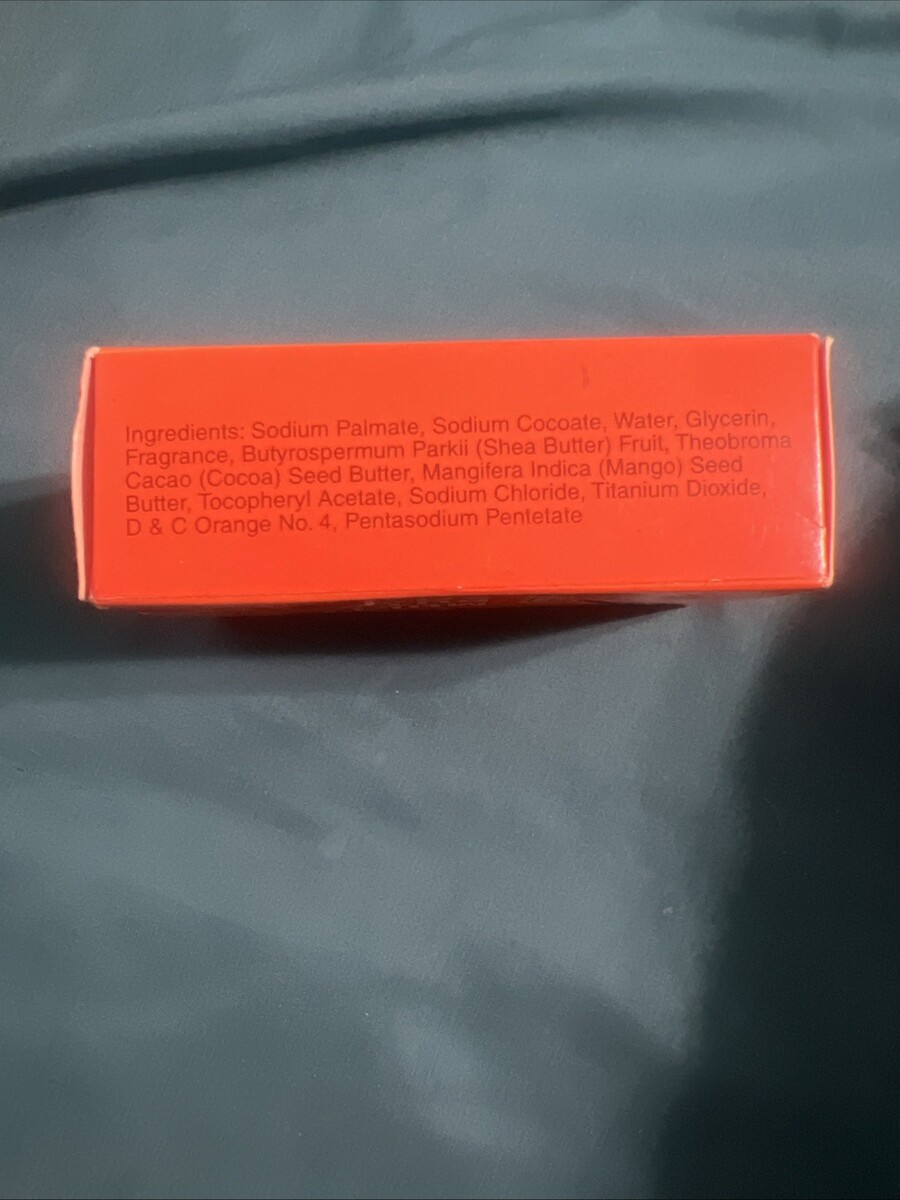 Ingredients: Sodium Palmate, Sodium Cocoate, Water, Glycerin,
Fragrance, Butyrospermum Parkii (Shea Butter) Fruit, Theobroma
Cacao (Cocoa) Seed Butter, Mangifera Indica (Mango) Seed
Butter, Tocopheryl Acetate, Sodium Chloride, Titanium Dioxide,
D & C Orange No. 4, Pentasodium Pentetate